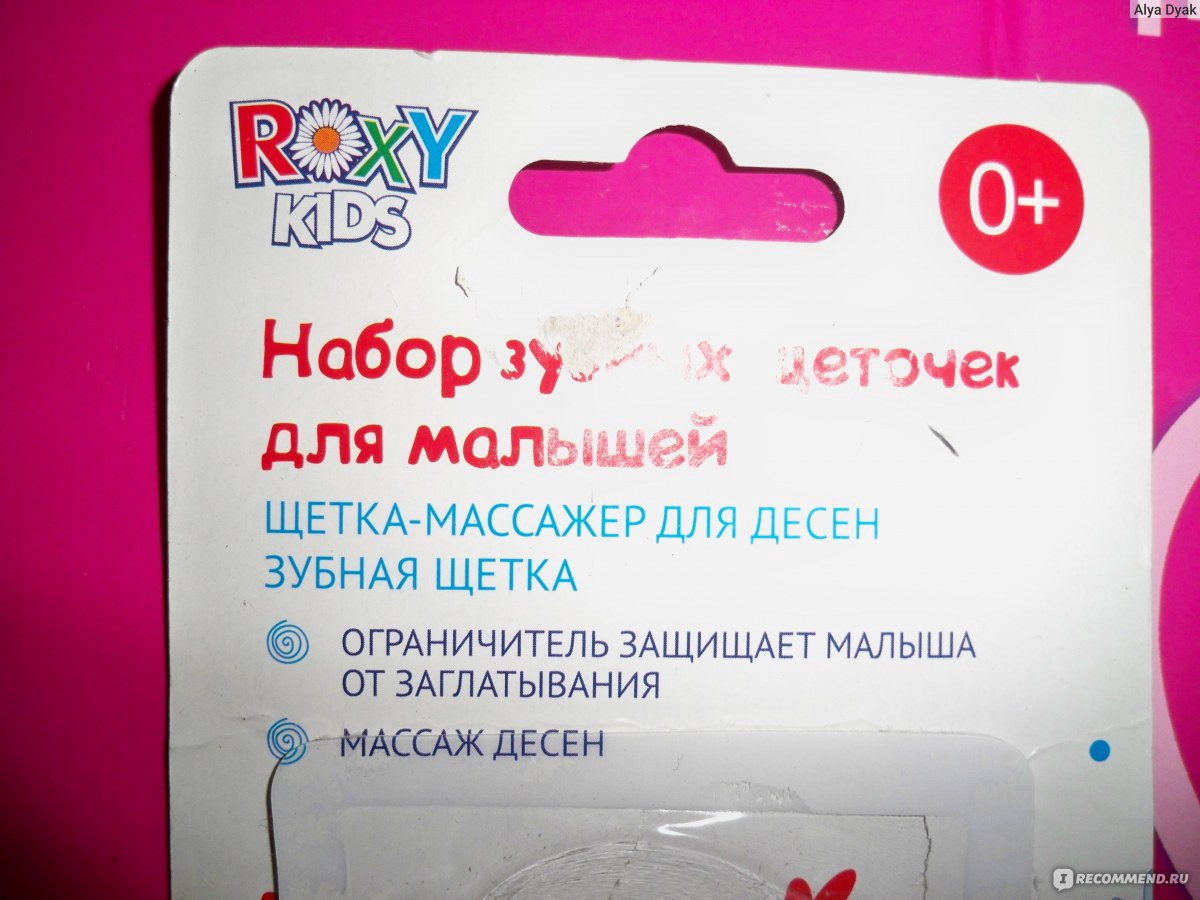 Alya Dyak
ROXY
KIDS
0+
Набор
для малышей
ЩЕТКА-МАССАЖЕР ДЛЯ ДЕСЕН
ЗУБНАЯ ЩЕТКА
ОГРАНИЧИТЕЛЬ ЗАЩИЩАЕТ МАЛЫША
ОТ ЗАГЛАТЫВАНИЯ
МАССАЖ ДЕСЕН
IRECOMMEND.RU